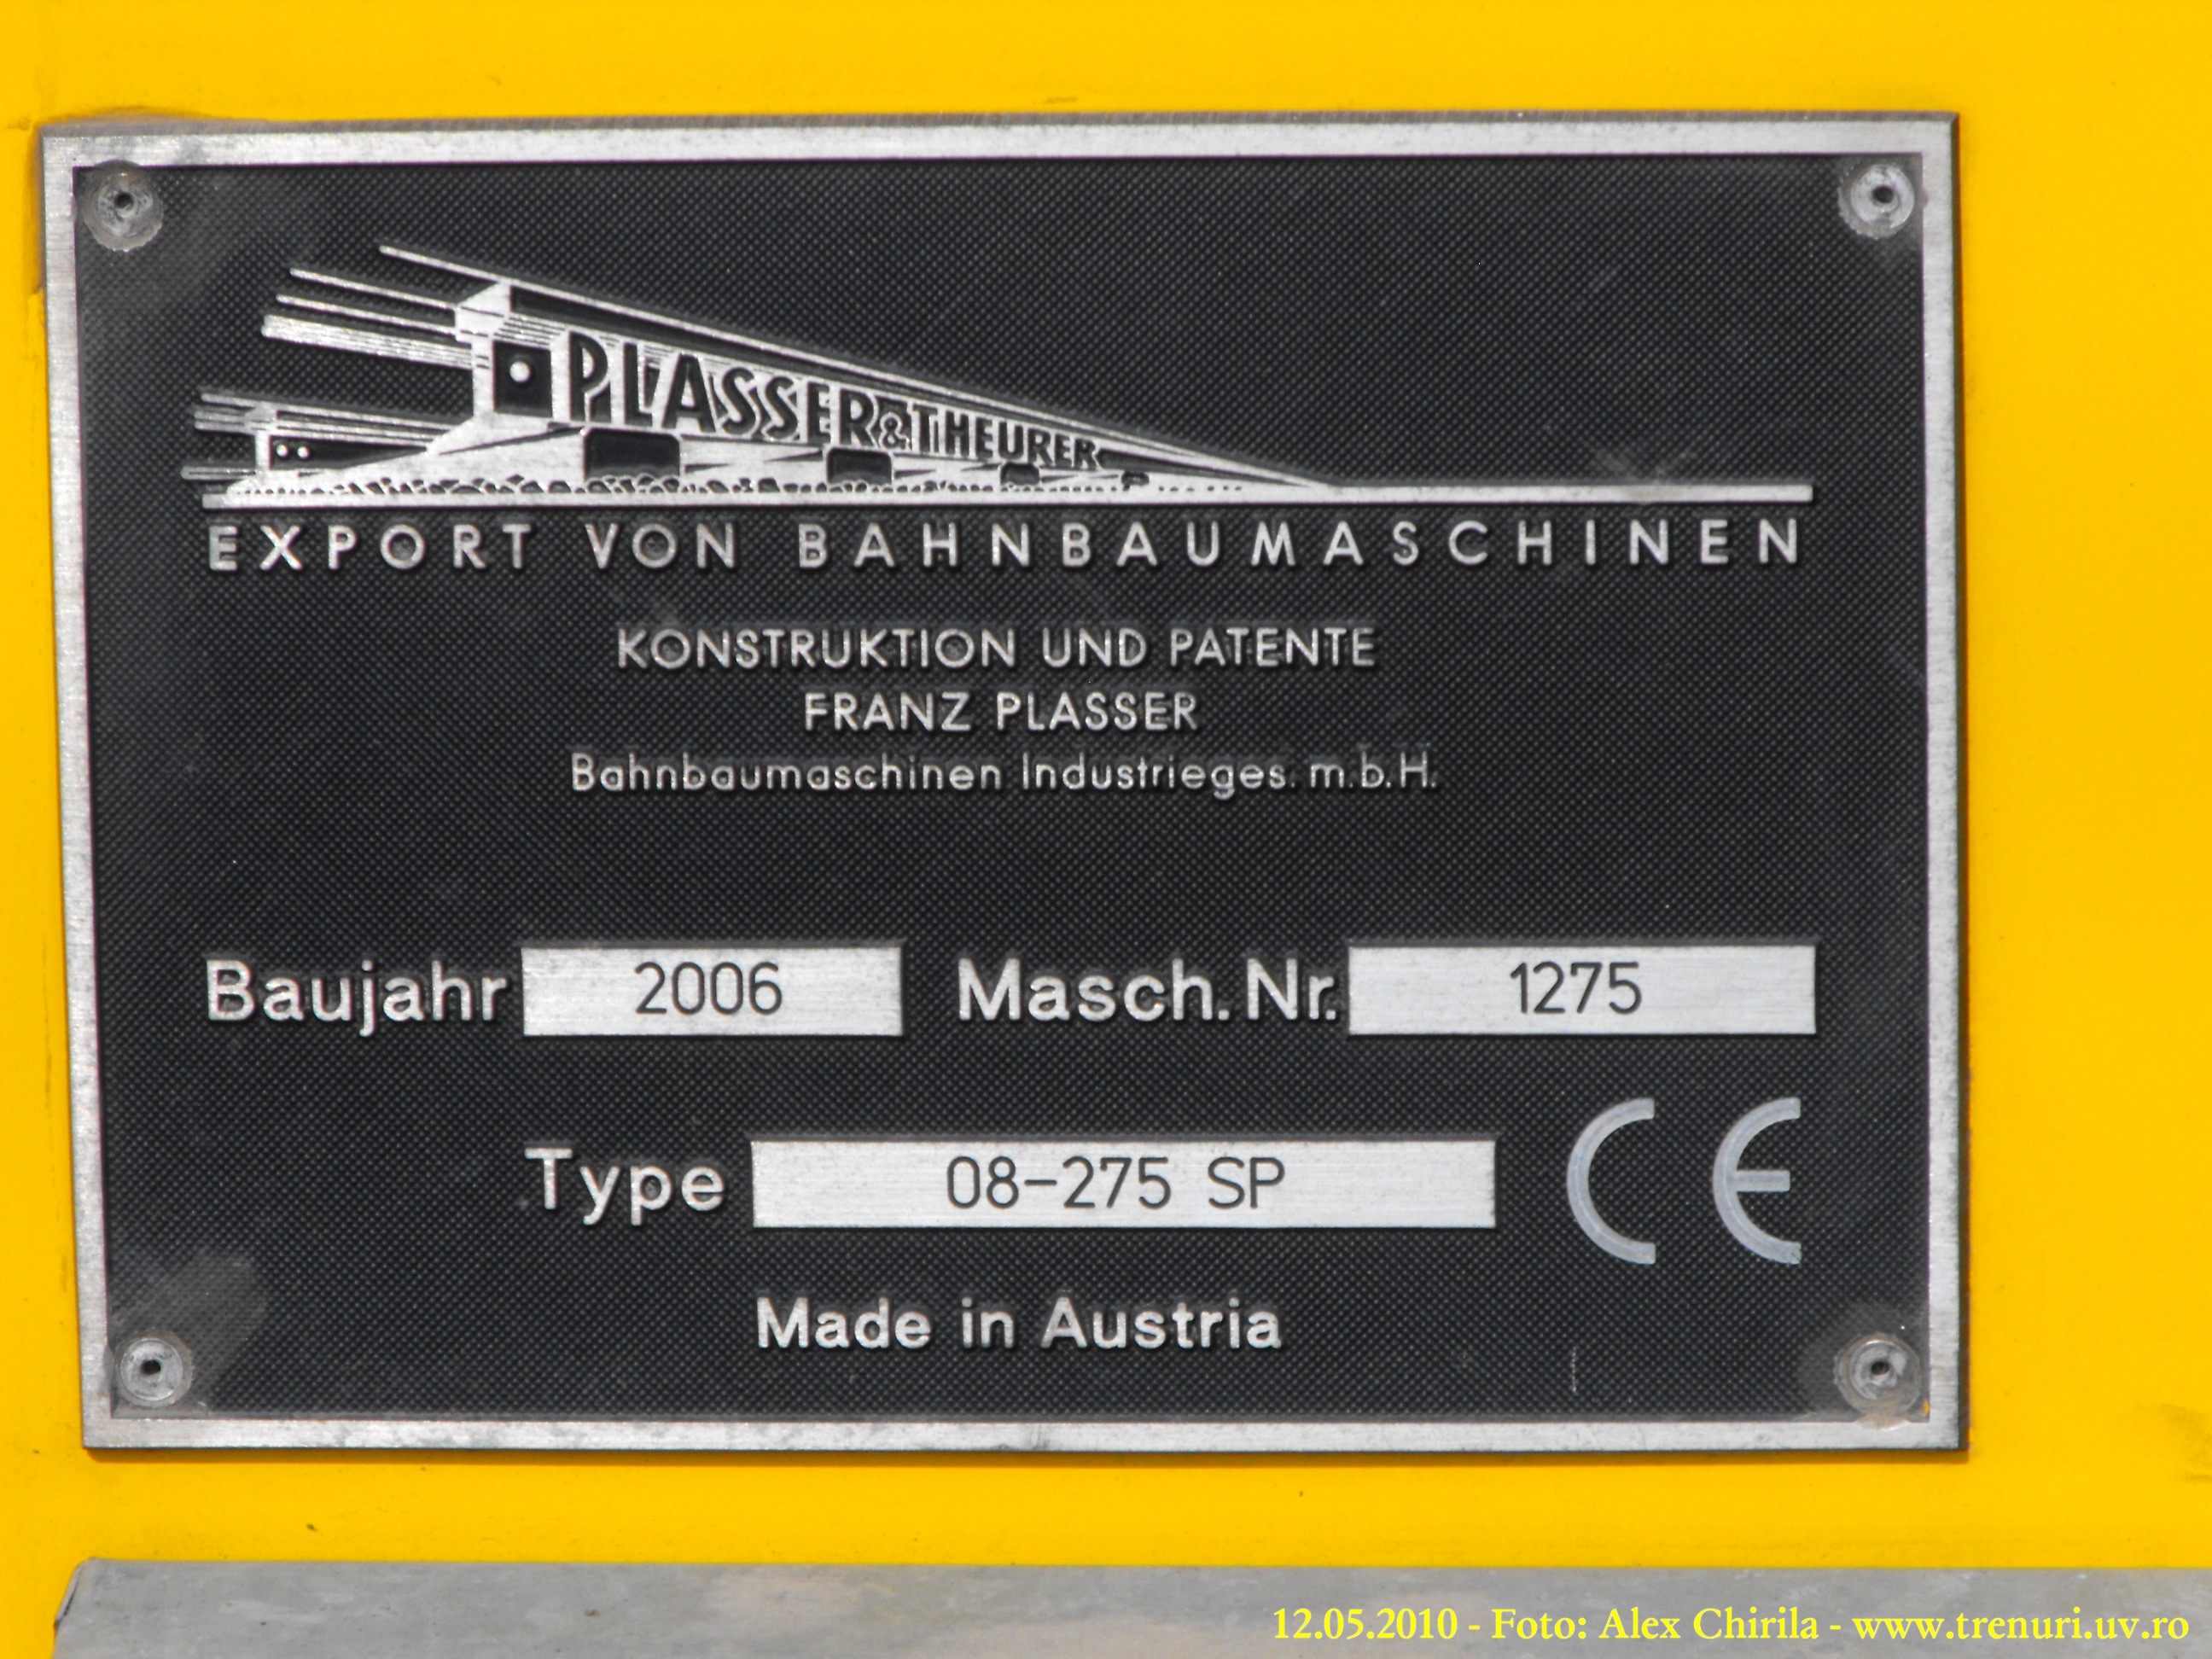 PLASSER & THEURER
EXPORT VON BAHNBAUMASCHINEN
KONSTRUKTION UND PATENTE
FRANZ PLASSER
Bahnbaumaschinen Industrieges. m.b.H.
Baujahr 2006 Masch. Nr. 1275
Type 08-275 SP CE
Made in Austria
12.05.2010 - Foto: Alex Chirila - www.trenuri.uv.ro